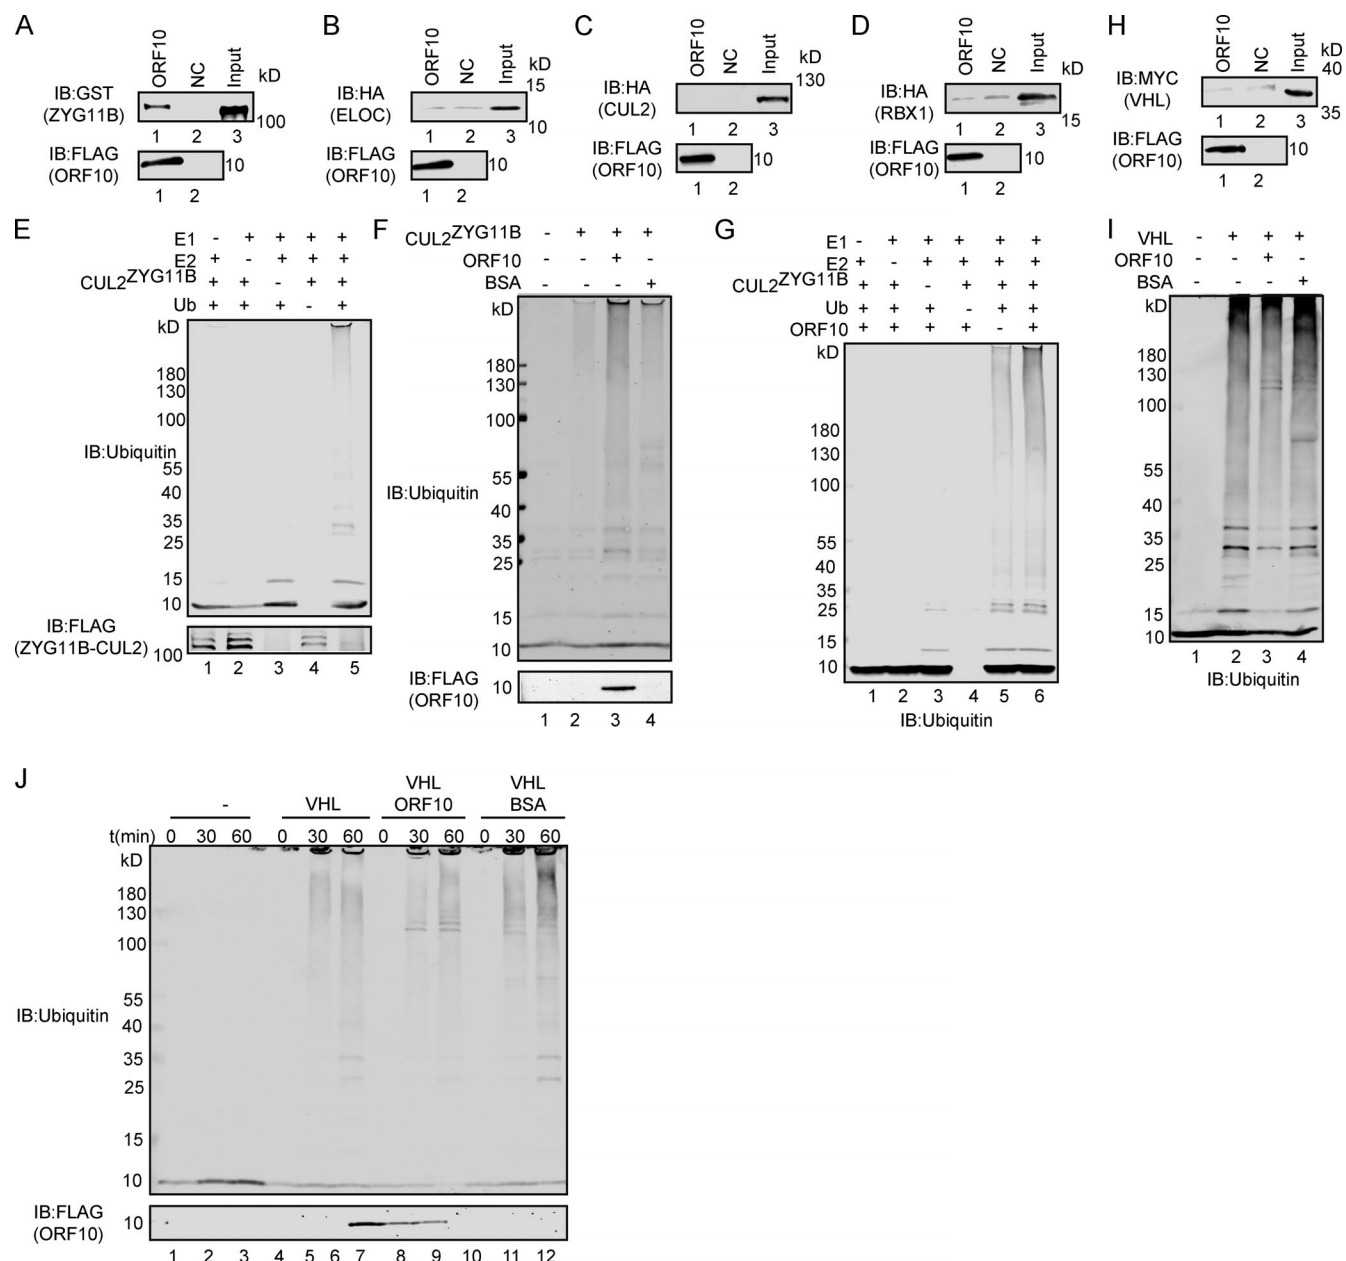 A
ORF10
NC
Input
kD
IB:GST
(ZYG11B)
100
1 2 3
IB:FLAG
(ORF10)
10
1 2
B
ORF10
NC
Input
kD
15
IB:HA
(ELOC)
10
1 2 3
IB:FLAG
(ORF10)
10
1 2
C
ORF10
NC
Input
kD
130
IB:HA
(CUL2)
1 2 3
IB:FLAG
(ORF10)
10
1 2
D
ORF10
NC
Input
kD
IB:HA
(RBX1)
15
1 2 3
IB:FLAG
(ORF10)
10
1 2
H
ORF10
NC
Input
kD
40
IB:MYC
(VHL)
35
1 2 3
IB:FLAG
(ORF10)
10
1 2
E
- + + + + E1
+ - + + + E2
CUL2ZYG11B + + - + +
Ub + + + - +
kD
180
130
100
IB:Ubiquitin
55
40
35
25
15
10
IB:FLAG
(ZYG11B-CUL2)
100
1 2 3 4 5
F
CUL2ZYG11B - + + +
ORF10 - - + -
BSA - - - +
kD
180
130
100
55
IB:Ubiquitin
40
35
25
15
10
IB:FLAG
(ORF10)
10
1 2 3 4
G
E1 - + + + + +
E2 + - + + + +
CUL2ZYG11B + + - + + +
Ub + + + - + +
ORF10 + + + + - +
kD
180
130
100
55
40
35
25
15
10
1 2 3 4 5 6
IB:Ubiquitin
I
VHL - + + +
ORF10 - - + -
BSA - - - +
kD
180
130
100
55
40
35
25
15
10
1 2 3 4
IB:Ubiquitin
J
- VHL VHL ORF10 VHL BSA
t(min) 0 30 60 0 30 60 0 30 60 0 30 60
kD
180
130
100
55
IB:Ubiquitin
40
35
25
15
10
IB:FLAG
(ORF10)
10
1 2 3 4 5 6 7 8 9 10 11 12